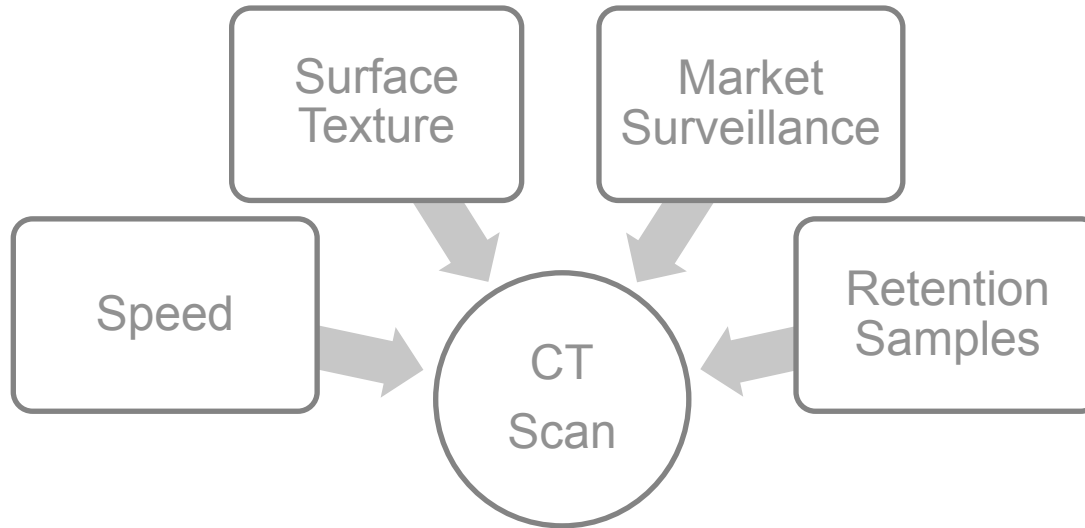 Surface
Texture
Market
Surveillance
Speed
Retention
Samples
CT
Scan